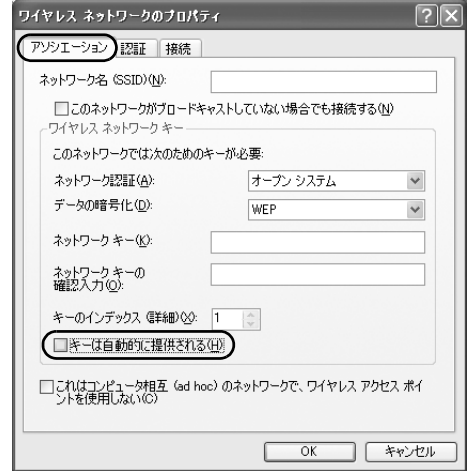 ワイヤレス ネットワークのプロパティ
アソシエーション 認証 接続
ネットワーク名 (SSID)(N):
このネットワークがブロードキャストしていない場合でも接続する(N)
ワイヤレス ネットワーク キー
このネットワークでは次のためのキーが必要:
ネットワーク認証(A): オープン システム
データの暗号化(D): WEP
ネットワーク キー(K):
ネットワーク キーの
確認入力(O):
キーのインデックス (詳細)(X): 1
キーは自動的に提供される(H)
これはコンピュータ相互 (ad hoc) のネットワークで、ワイヤレス アクセス ポイ
ントを使用しない(C)
OK キャンセル